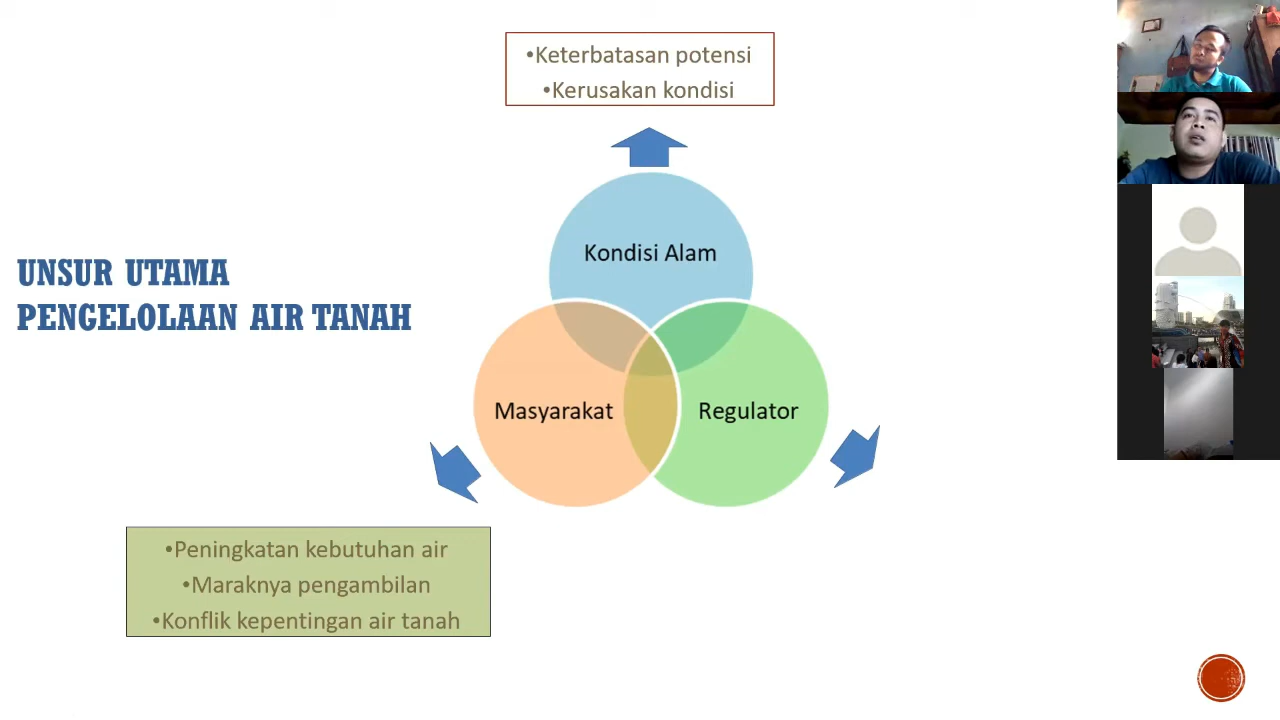 •Keterbatasan potensi
•Kerusakan kondisi
UNSUR UTAMA
PENGELOLAAN AIR TANAH
Kondisi Alam
Masyarakat
Regulator
•Peningkatan kebutuhan air
•Maraknya pengambilan
•Konflik kepentingan air tanah